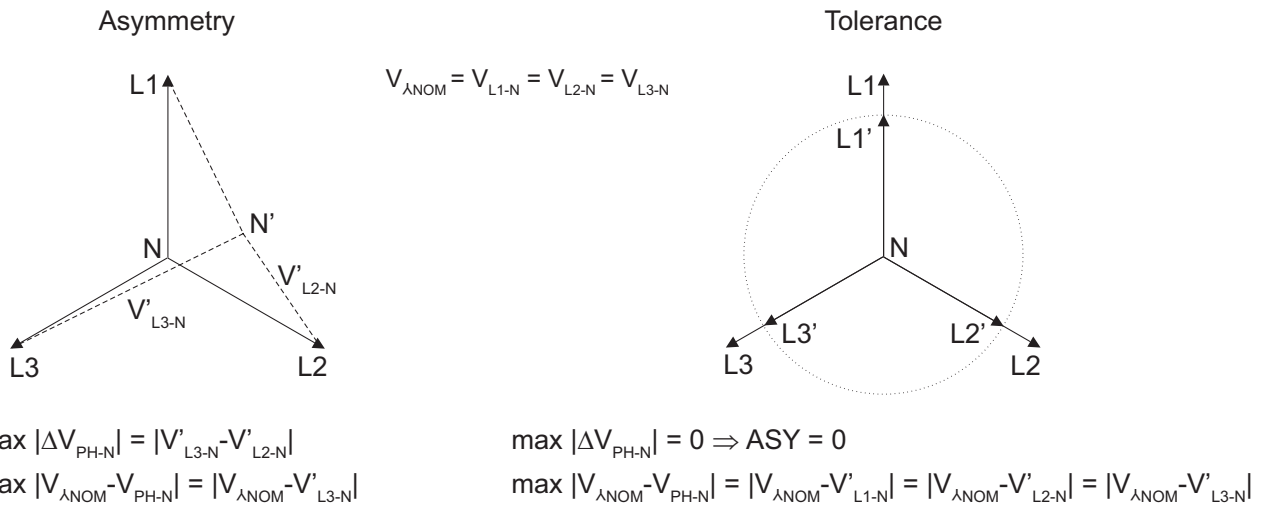 Asymmetry
Tolerance
V⅄NOM = VL1-N = VL2-N = VL3-N
L1
N
N’
V’L2-N
V’L3-N
L3
L2
L1
L1’
N
L3’
L2’
L3
L2
ax |ΔVPH-N| = |V’L3-N-V’L2-N|
ax |V⅄NOM-VPH-N| = |V⅄NOM-V’L3-N|
max |ΔVPH-N| = 0 ⇒ ASY = 0
max |V⅄NOM-VPH-N| = |V⅄NOM-V’L1-N| = |V⅄NOM-V’L2-N| = |V⅄NOM-V’L3-N|